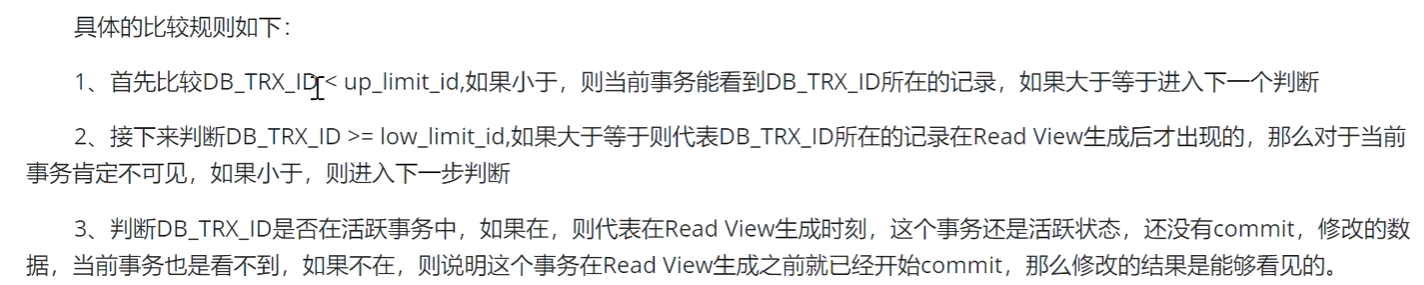 具体的比较规则如下：
1、首先比较DB_TRX_ID < up_limit_id,如果小于，则当前事务能看到DB_TRX_ID所在的记录，如果大于等于进入下一个判断
2、接下来判断DB_TRX_ID >= low_limit_id,如果大于等于则代表DB_TRX_ID所在的记录在Read View生成后才出现的，那么对于当前
事务肯定不可见，如果小于，则进入下一步判断
3、判断DB_TRX_ID是否在活跃事务中，如果在，则代表在Read View生成时刻，这个事务还是活跃状态，还没有commit，修改的数
据，当前事务也是看不到，如果不在，则说明这个事务在Read View生成之前就已经开始commit，那么修改的结果是能够看见的。